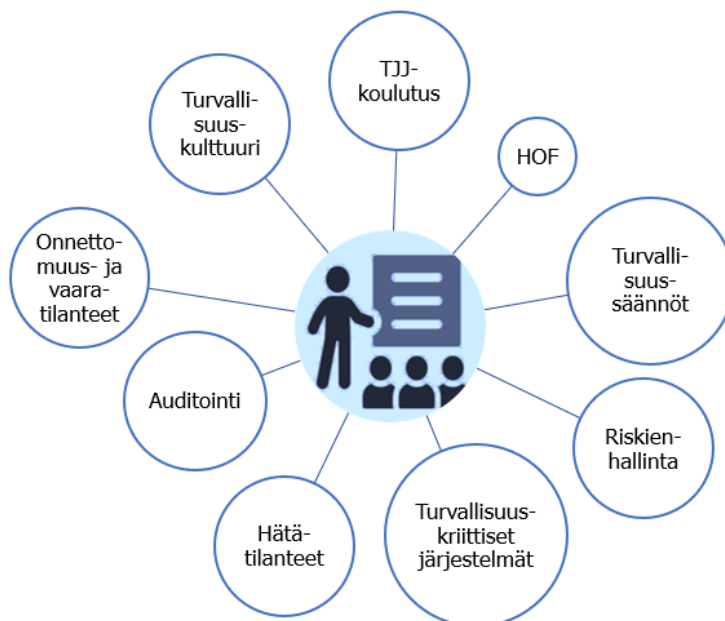 TJJ-
koulutus
HOF
Turvalli-
suus-
säännöt
Riskien-
hallinta
Turvallisuus-
kriittiset
järjestelmät
Hätä-
tilanteet
Auditointi
Onnetto-
muus- ja
vaara-
tilanteet
Turvalli-
suus-
kulttuuri